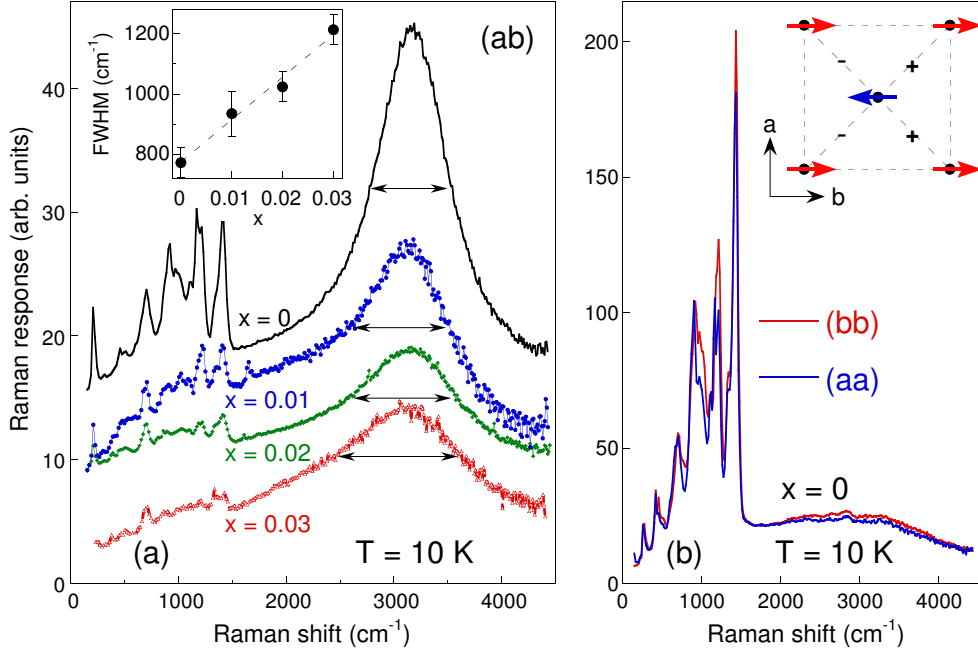 (ab)
FWHM (cm⁻¹)
1200
1000
800
0 0.01 0.02 0.03
x
Raman response (arb. units)
40
30
20
10
0
x = 0
x = 0.01
x = 0.02
x = 0.03
(a) T = 10 K
0 1000 2000 3000 4000
Raman shift (cm⁻¹)
200
150
100
50
0
- +
- +
a
b
(bb)
(aa)
x = 0
(b) T = 10 K
0 1000 2000 3000 4000
Raman shift (cm⁻¹)